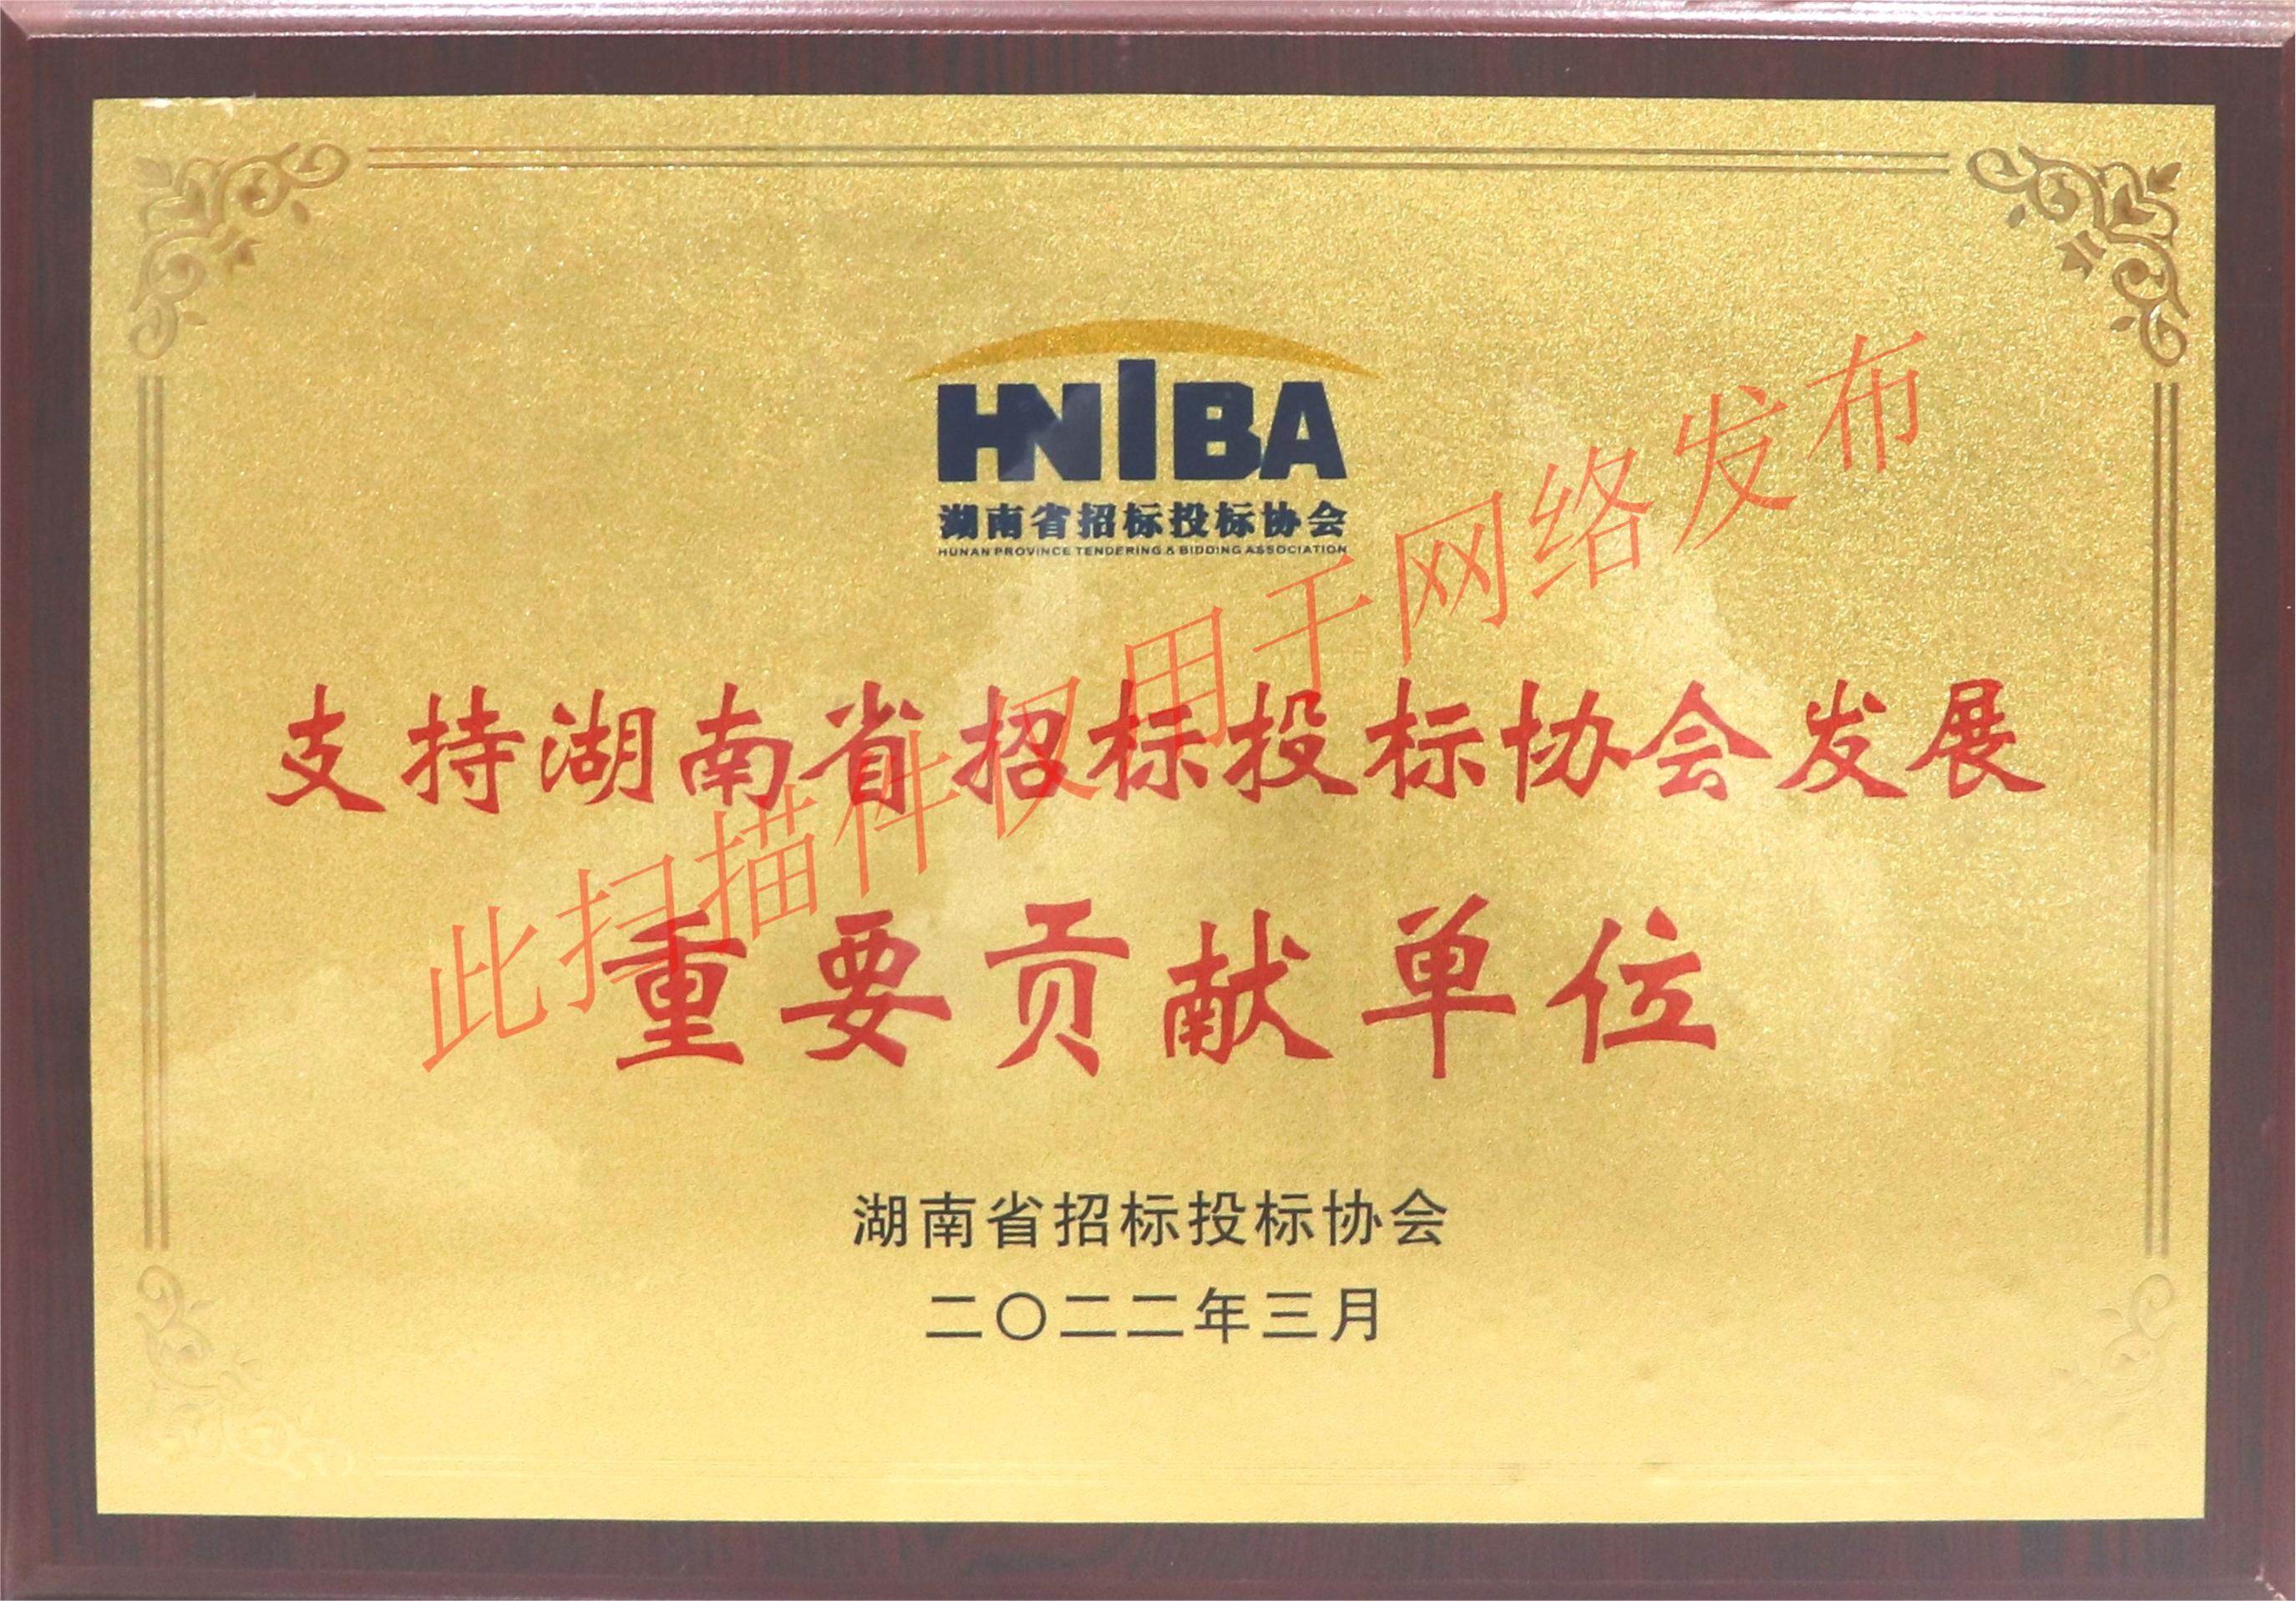 HNIBA
湖南省招标投标协会
HUNAN PROVINCE TENDERING & BIDDING ASSOCIATION
支持湖南省招标投标协会发展
重要贡献单位
湖南省招标投标协会
二〇二二年三月
此扫描件仅用于网络发布